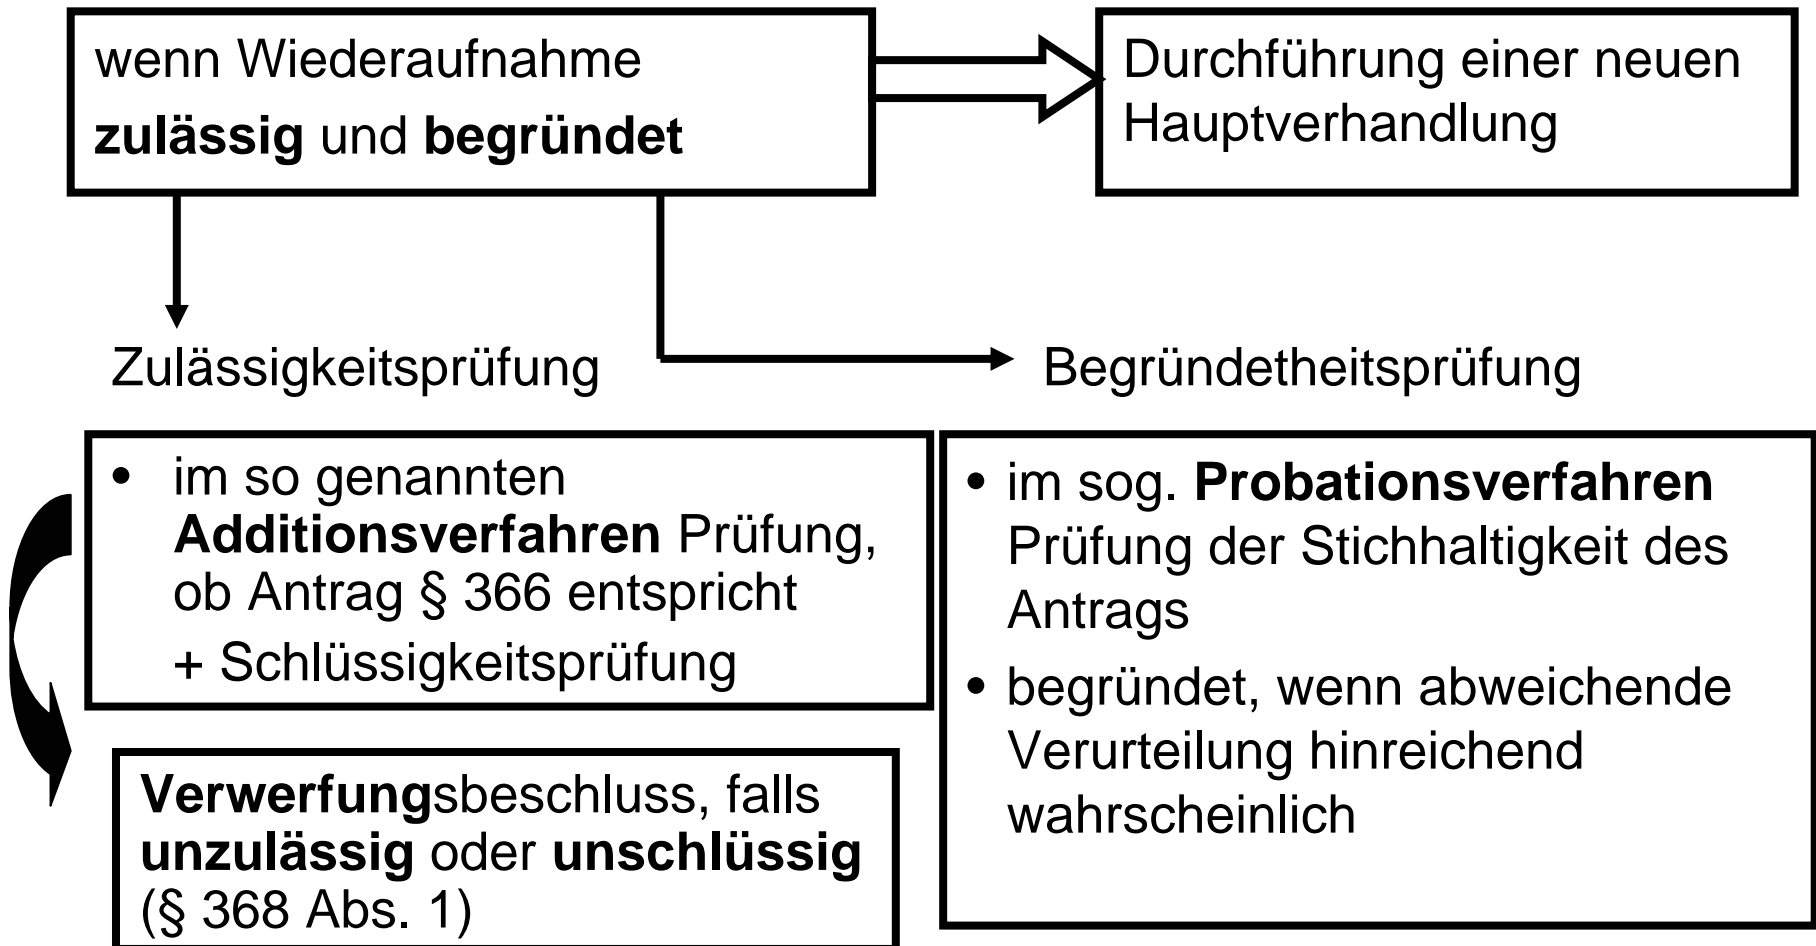 wenn Wiederaufnahme
zulässig und begründet
Durchführung einer neuen
Hauptverhandlung
Zulässigkeitsprüfung
Begründetheitsprüfung
• im so genannten
Additionsverfahren Prüfung,
ob Antrag § 366 entspricht
+ Schlüssigkeitsprüfung
Verwerfungsbeschluss, falls
unzulässig oder unschlüssig
(§ 368 Abs. 1)
• im sog. Probationsverfahren
Prüfung der Stichhaltigkeit des
Antrags
• begründet, wenn abweichende
Verurteilung hinreichend
wahrscheinlich